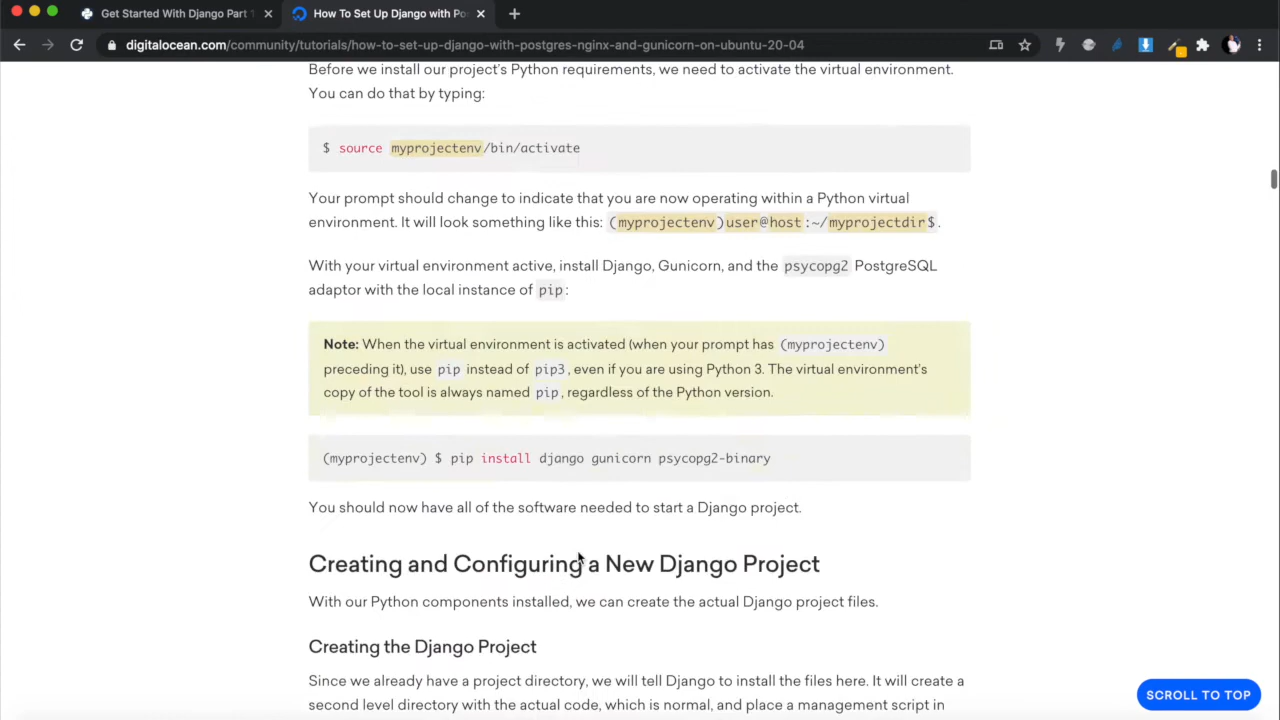 Get Started With Django Part 1
How To Set Up Django with Pos
digitalocean.com/community/tutorials/how-to-set-up-django-with-postgres-nginx-and-gunicorn-on-ubuntu-20-04
Before we install our project's Python requirements, we need to activate the virtual environment.
You can do that by typing:
$ source myprojectenv/bin/activate
Your prompt should change to indicate that you are now operating within a Python virtual
environment. It will look something like this: (myprojectenv)user@host:~/myprojectdir$.
With your virtual environment active, install Django, Gunicorn, and the psycopg2 PostgreSQL
adaptor with the local instance of pip:
Note: When the virtual environment is activated (when your prompt has (myprojectenv)
preceding it), use pip instead of pip3, even if you are using Python 3. The virtual environment's
copy of the tool is always named pip, regardless of the Python version.
(myprojectenv) $ pip install django gunicorn psycopg2-binary
You should now have all of the software needed to start a Django project.
Creating and Configuring a New Django Project
With our Python components installed, we can create the actual Django project files.
Creating the Django Project
Since we already have a project directory, we will tell Django to install the files here. It will create a
second level directory with the actual code, which is normal, and place a management script in
SCROLL TO TOP